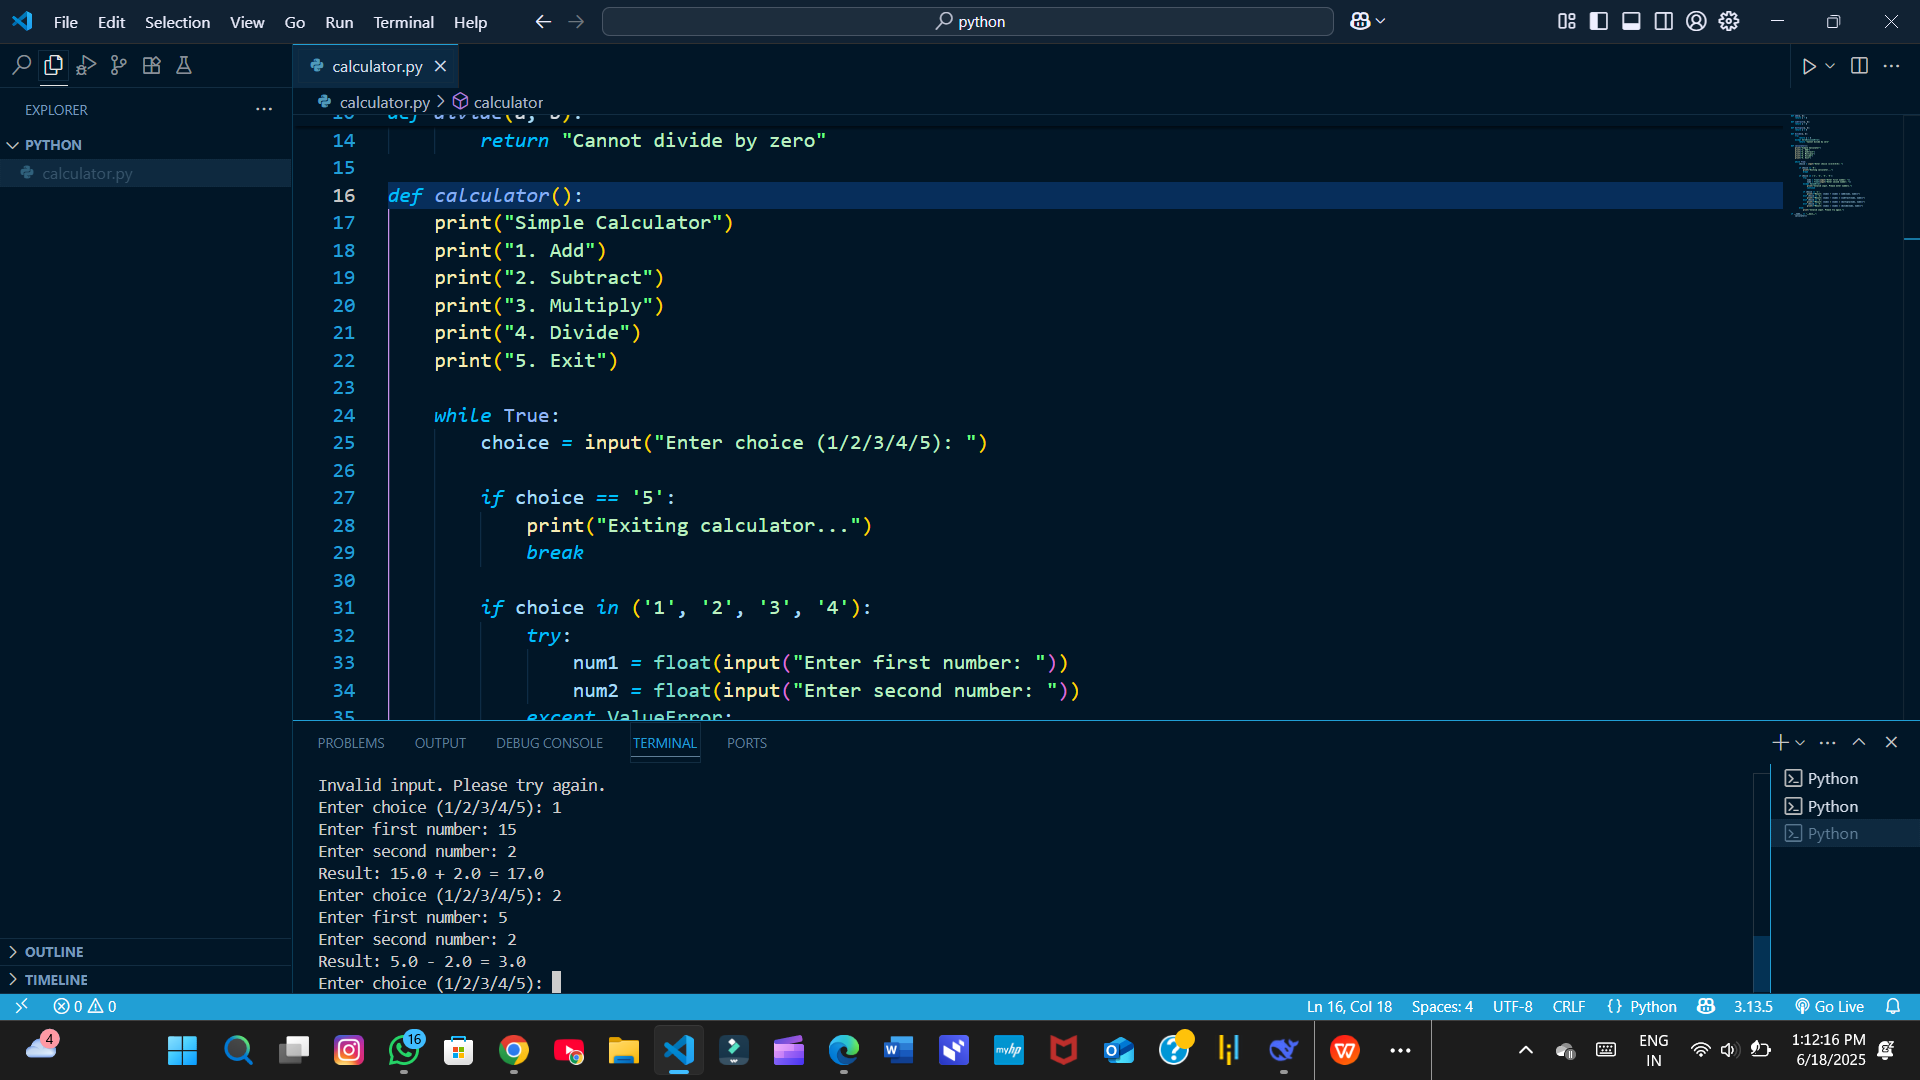 File Edit Selection View Go Run Terminal Help
python
EXPLORER
PYTHON
calculator.py
OUTLINE
TIMELINE
calculator.py
calculator.py > calculator
def divide(a, b):
14 return "Cannot divide by zero"
15
16 def calculator():
17 print("Simple Calculator")
18 print("1. Add")
19 print("2. Subtract")
20 print("3. Multiply")
21 print("4. Divide")
22 print("5. Exit")
23
24 while True:
25 choice = input("Enter choice (1/2/3/4/5): ")
26
27 if choice == '5':
28 print("Exiting calculator...")
29 break
30
31 if choice in ('1', '2', '3', '4'):
32 try:
33 num1 = float(input("Enter first number: "))
34 num2 = float(input("Enter second number: "))
35 except ValueError:
PROBLEMS OUTPUT DEBUG CONSOLE TERMINAL PORTS
Invalid input. Please try again.
Enter choice (1/2/3/4/5): 1
Enter first number: 15
Enter second number: 2
Result: 15.0 + 2.0 = 17.0
Enter choice (1/2/3/4/5): 2
Enter first number: 5
Enter second number: 2
Result: 5.0 - 2.0 = 3.0
Enter choice (1/2/3/4/5):
Python
Python
Python
0 0
Ln 16, Col 18 Spaces: 4 UTF-8 CRLF {} Python 3.13.5 Go Live
4
16
W
myhp
ENG
IN
1:12:16 PM
6/18/2025